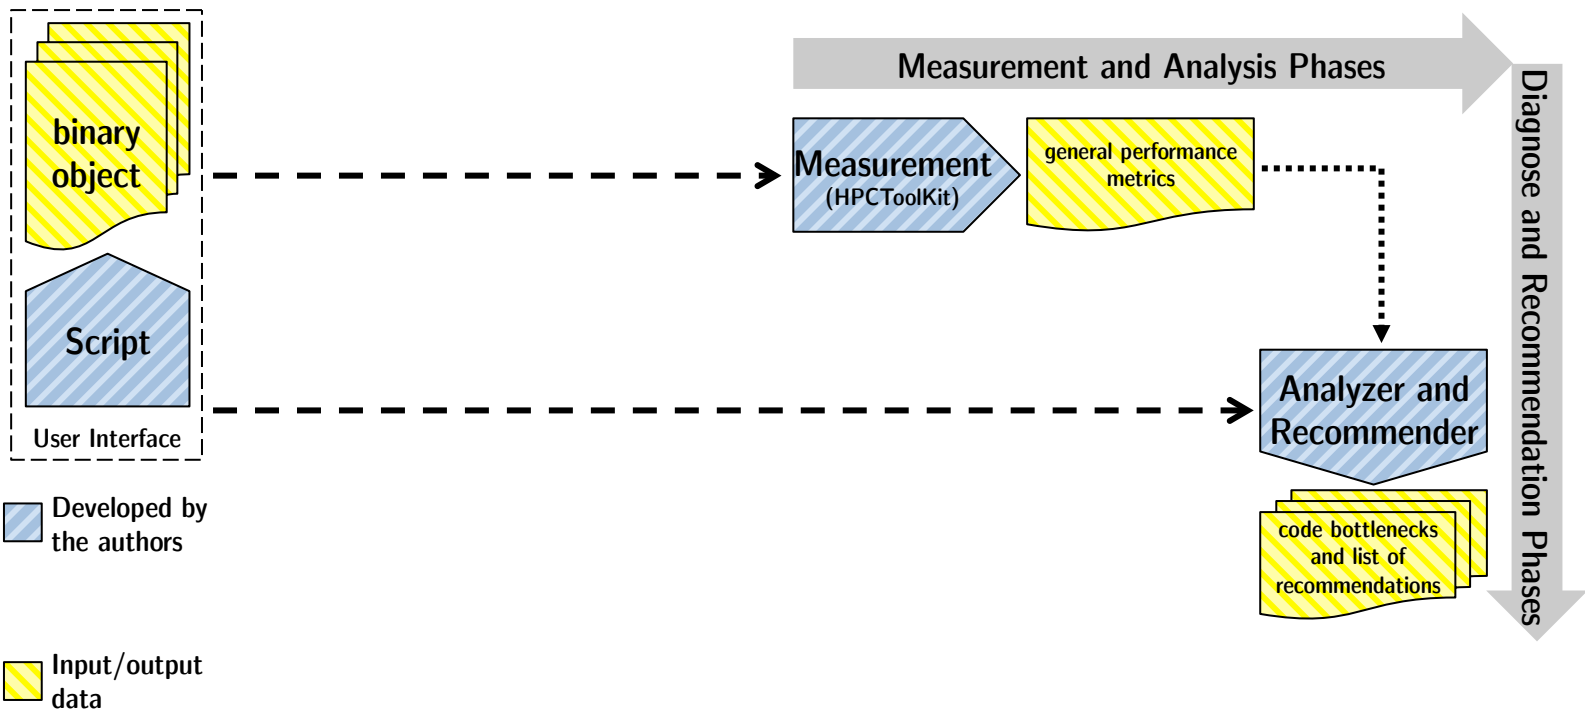 binary
object
Script
User Interface
Developed by
the authors
Input/output
data
Measurement and Analysis Phases
Measurement
(HPCToolKit)
general performance
metrics
Analyzer and
Recommender
code bottlenecks
and list of
recommendations
Diagnose and Recommendation Phases